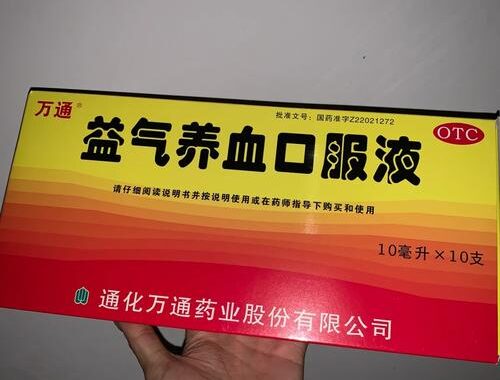 万通®
批准文号：国药准字Z22021272
OTC
益气养血口服液
请仔细阅读说明书并按说明使用或在药师指导下购买和使用
10毫升×10支
通化万通药业股份有限公司